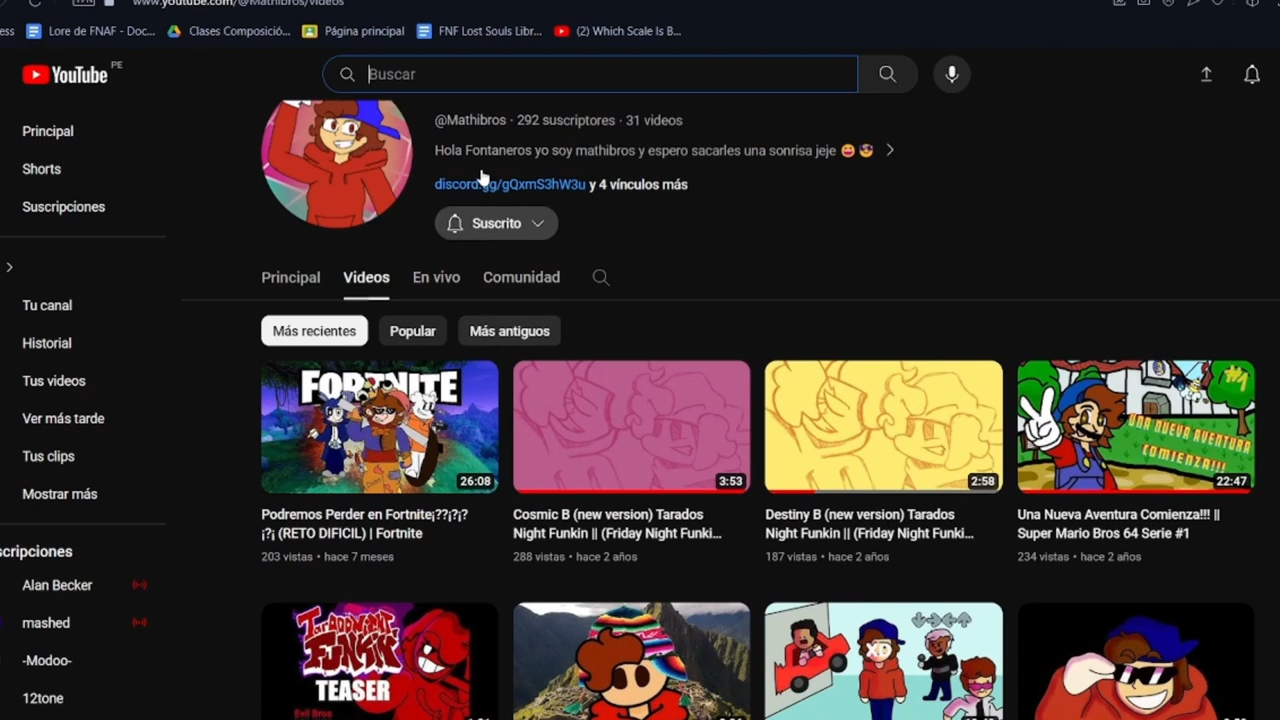 www.youtube.com/@Mathibros/videos
ess
Lore de FNAF - Doc...
Clases Composició...
Página principal
FNF Lost Souls Libr...
(2) Which Scale Is B...
YouTube PE
Buscar
@Mathibros · 292 suscriptores · 31 videos
Principal
Hola Fontaneros yo soy mathibros y espero sacarles una sonrisa jeje 😀 😎
Shorts
discord.gg/gQxmS3hW3u y 4 vínculos más
Suscripciones
Suscrito
Principal
Videos
En vivo
Comunidad
Tu canal
Más recientes
Popular
Más antiguos
Historial
Tus videos
Ver más tarde
Tus clips
Mostrar más
FORTNITE
26:08
3:53
2:58
#1
UNA NUEVA AVENTURA
COMIENZA!!!
22:47
Podremos Perder en Fortnite¡??¡?¡?
¡?¡ (RETO DIFICIL) | Fortnite
203 vistas · hace 7 meses
Cosmic B (new version) Tarados
Night Funkin || (Friday Night Funki...
288 vistas · hace 2 años
Destiny B (new version) Tarados
Night Funkin || (Friday Night Funki...
187 vistas · hace 2 años
Una Nueva Aventura Comienza!!! ||
Super Mario Bros 64 Serie #1
234 vistas · hace 2 años
scripciones
Alan Becker
mashed
-Modoo-
12tone
FUNKIN
TEASER
Evil Bros
XD